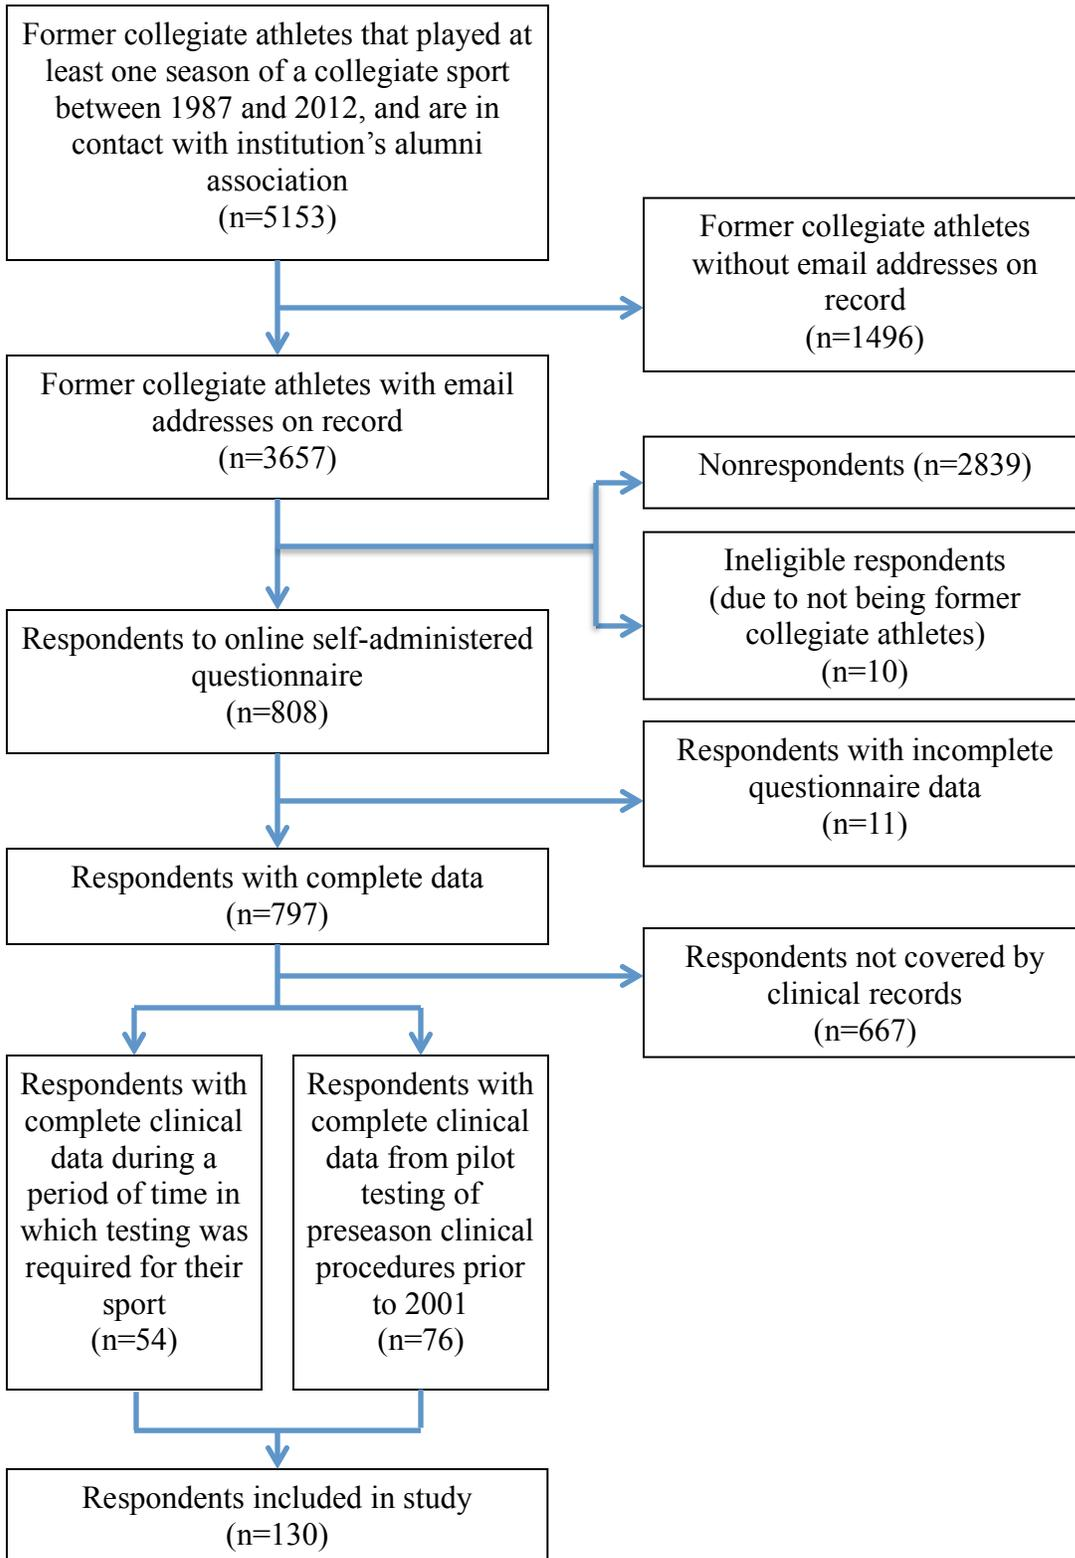 Former collegiate athletes that played at
least one season of a collegiate sport
between 1987 and 2012, and are in
contact with institution’s alumni
association
(n=5153)
Former collegiate athletes
without email addresses on
record
(n=1496)
Former collegiate athletes with email
addresses on record
(n=3657)
Nonrespondents (n=2839)
Ineligible respondents
(due to not being former
collegiate athletes)
(n=10)
Respondents to online self-administered
questionnaire
(n=808)
Respondents with incomplete
questionnaire data
(n=11)
Respondents with complete data
(n=797)
Respondents not covered by
clinical records
(n=667)
Respondents with
complete clinical
data during a
period of time in
which testing was
required for their
sport
(n=54)
Respondents with
complete clinical
data from pilot
testing of
preseason clinical
procedures prior
to 2001
(n=76)
Respondents included in study
(n=130)